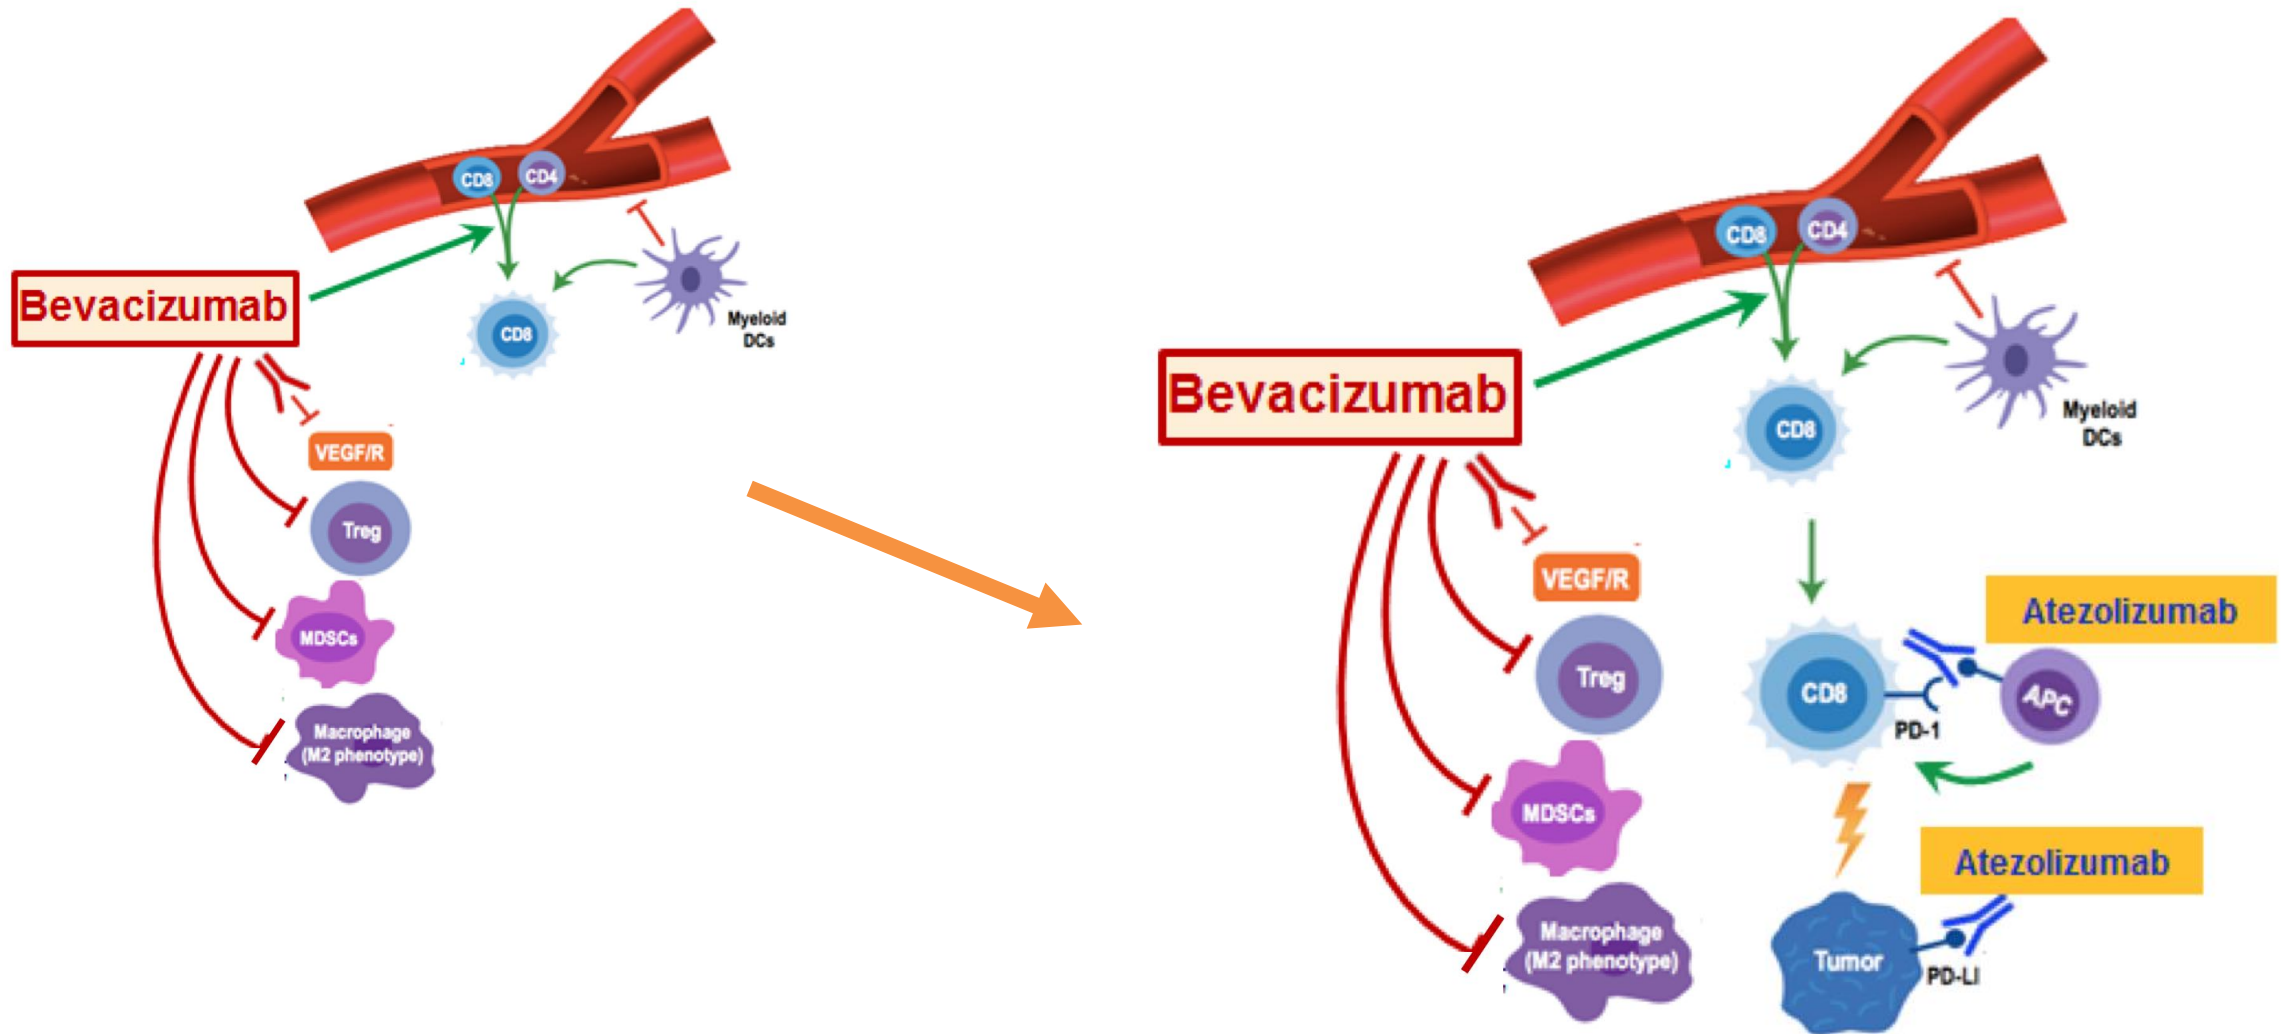 CD8
CD4
Bevacizumab
CD8
Myeloid
DCs
VEGF/R
Treg
MDSCs
Macrophage
(M2 phenotype)
CD8
CD4
Bevacizumab
CD8
Myeloid
DCs
VEGF/R
Treg
MDSCs
Macrophage
(M2 phenotype)
Atezolizumab
CD8
PD-1
APC
Atezolizumab
Tumor
PD-LI